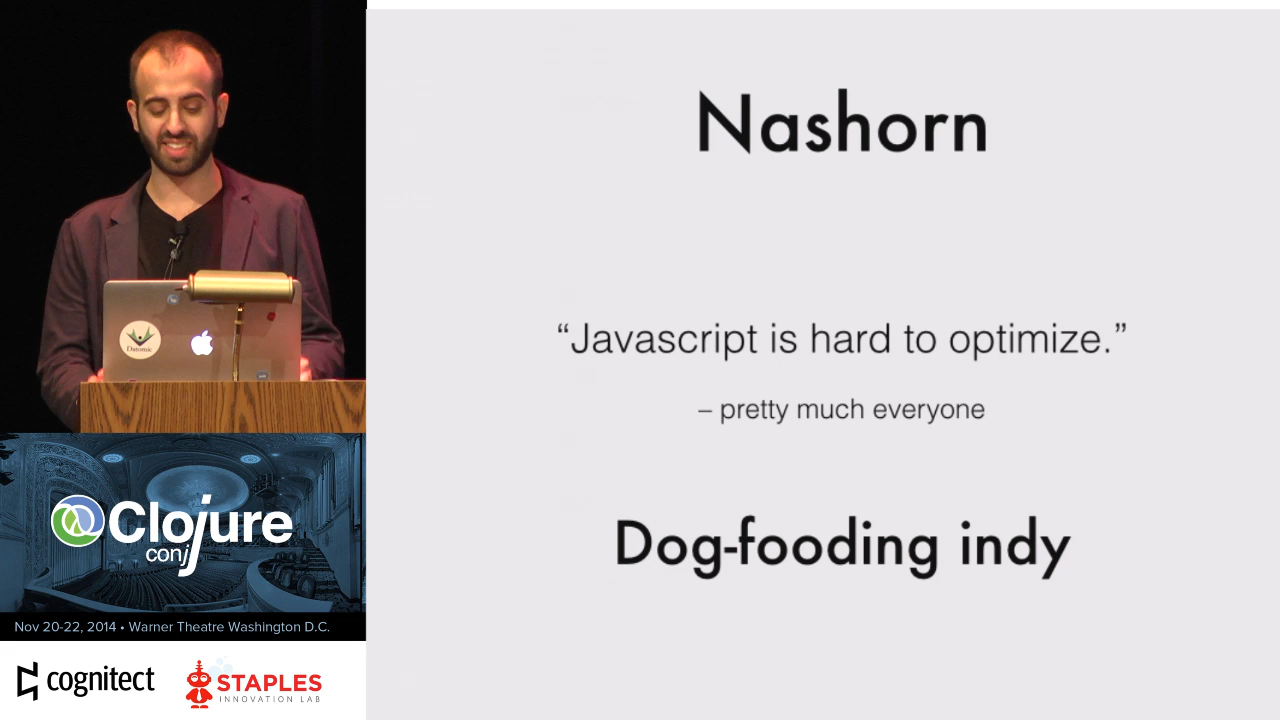 Nashorn
“Javascript is hard to optimize.”
– pretty much everyone
Dog-fooding indy
Datomic
Clojure
conj
Nov 20-22, 2014 • Warner Theatre Washington D.C.
cognitect
STAPLES
INNOVATION LAB